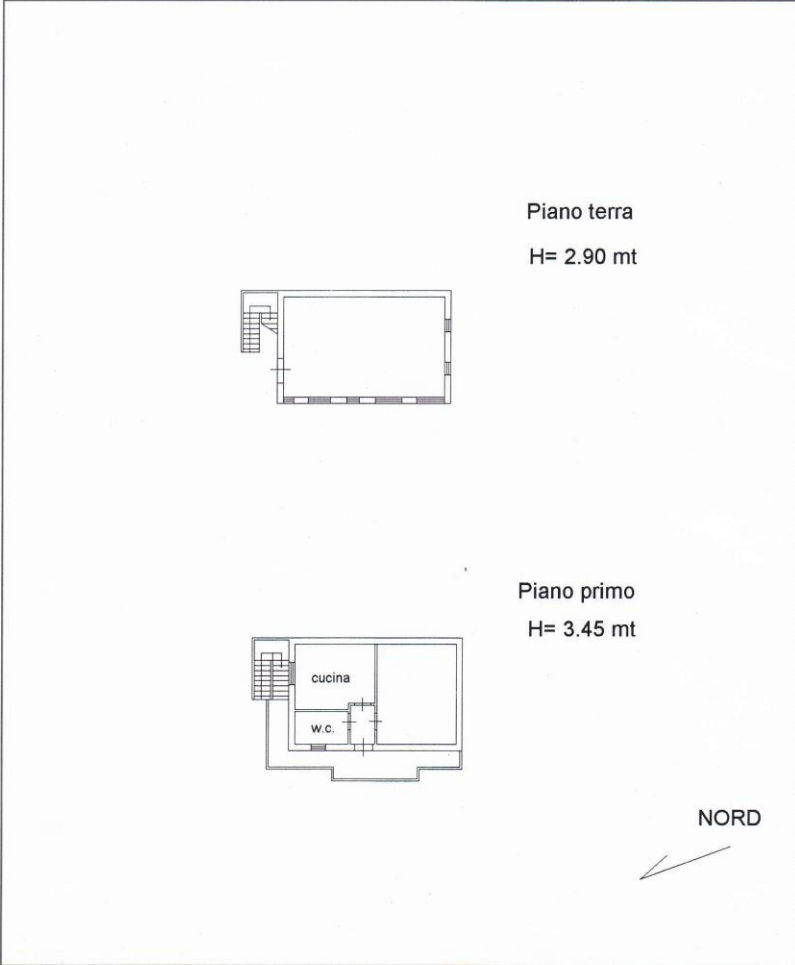 Piano terra
H= 2.90 mt
Piano primo
H= 3.45 mt
cucina
w.c.
NORD